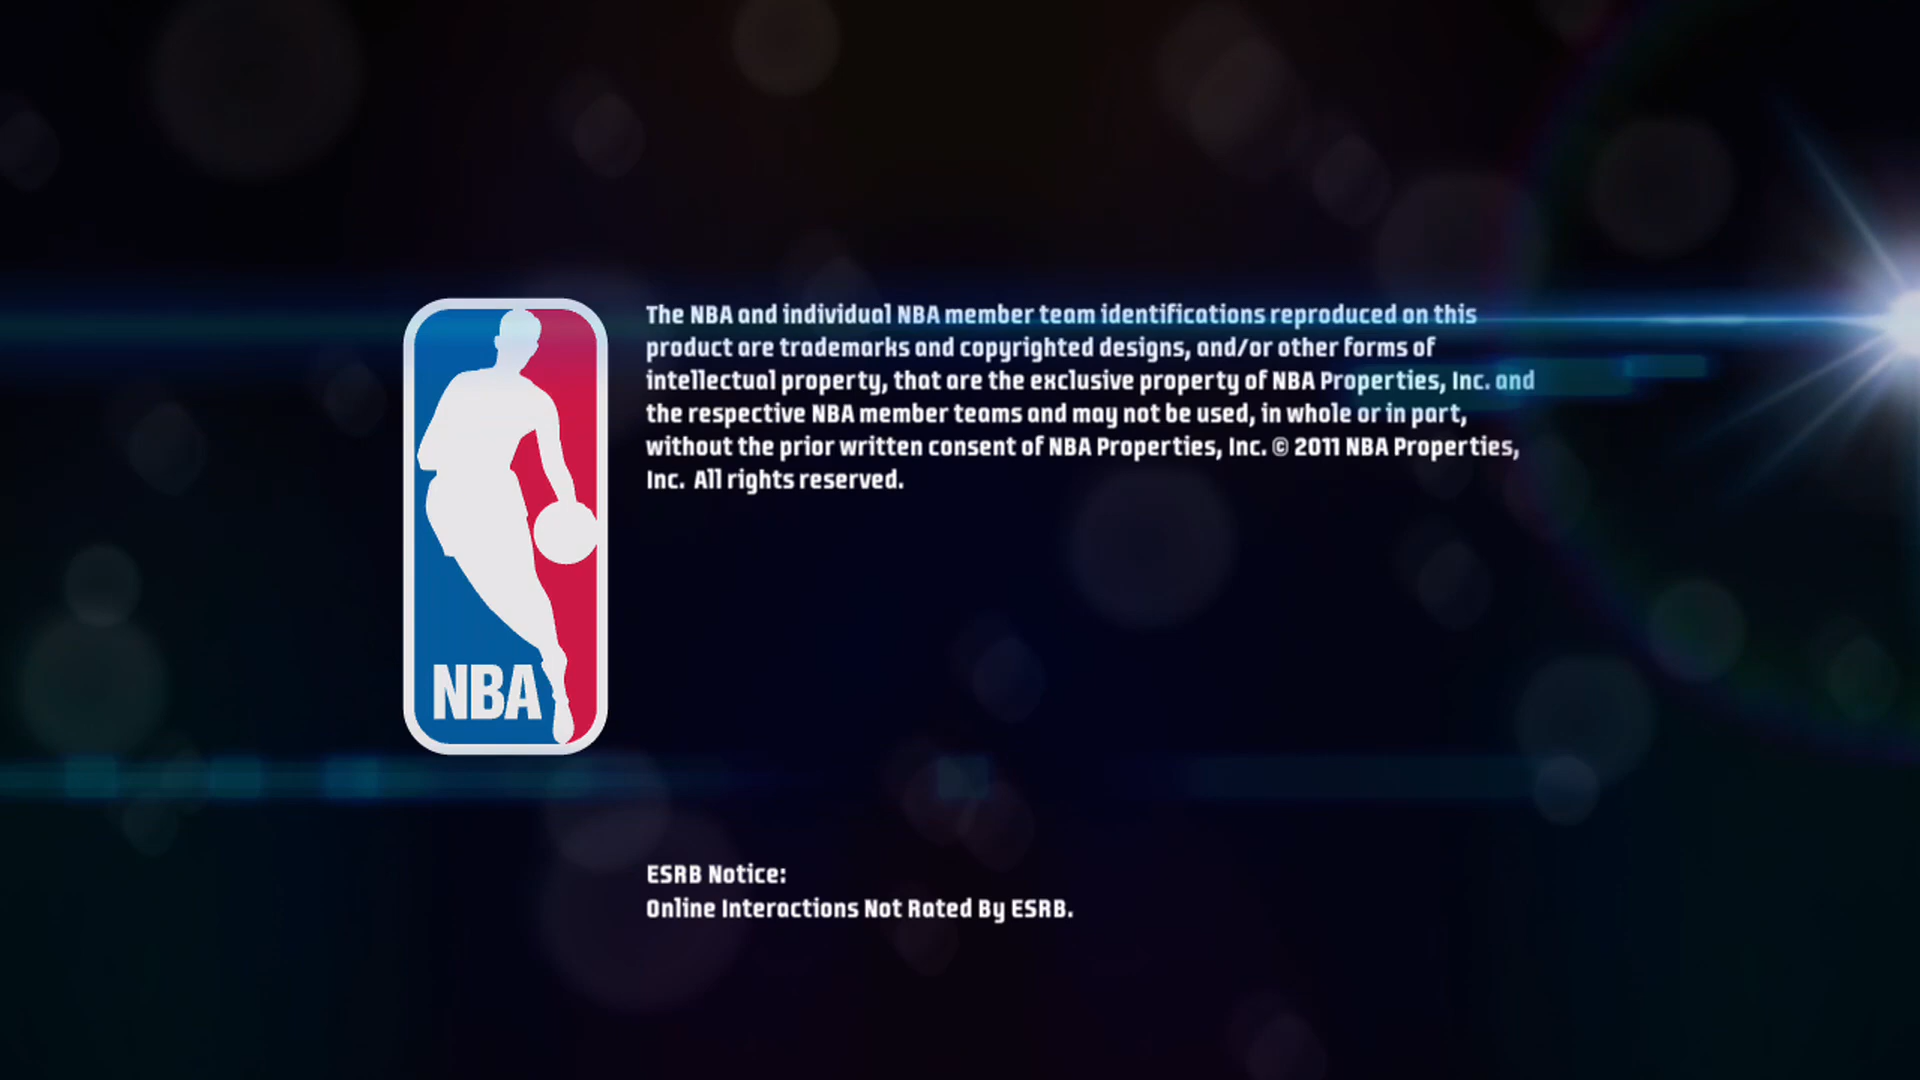 The NBA and individual NBA member team identifications reproduced on this
product are trademarks and copyrighted designs, and/or other forms of
intellectual property, that are the exclusive property of NBA Properties, Inc. and
the respective NBA member teams and may not be used, in whole or in part,
without the prior written consent of NBA Properties, Inc. © 2011 NBA Properties,
Inc. All rights reserved.
NBA
ESRB Notice:
Online Interactions Not Rated By ESRB.